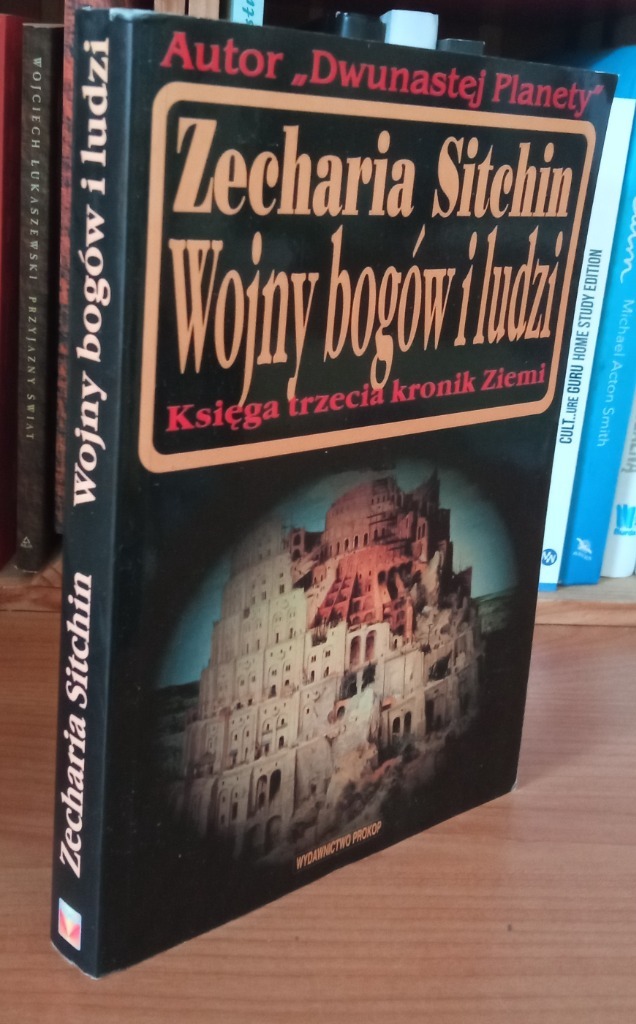 Autor „Dwunastej Planety"
Zecharia Sitchin
Wojny bogów i ludzi
Księga trzecia kronik Ziemi
WYDAWNICTWO PROKOP
Zecharia Sitchin Wojny bogów i ludzi
WOJCIECH ŁUKASZEWSKI PRZYJAZNY ŚWIAT
CULT..URE GURU HOME STUDY EDITION
Michael Acton Smith